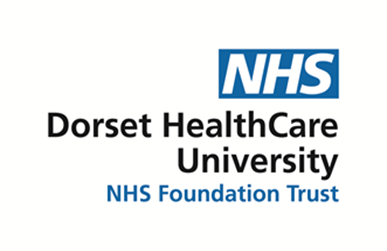 NHS
Dorset HealthCare
University
NHS Foundation Trust